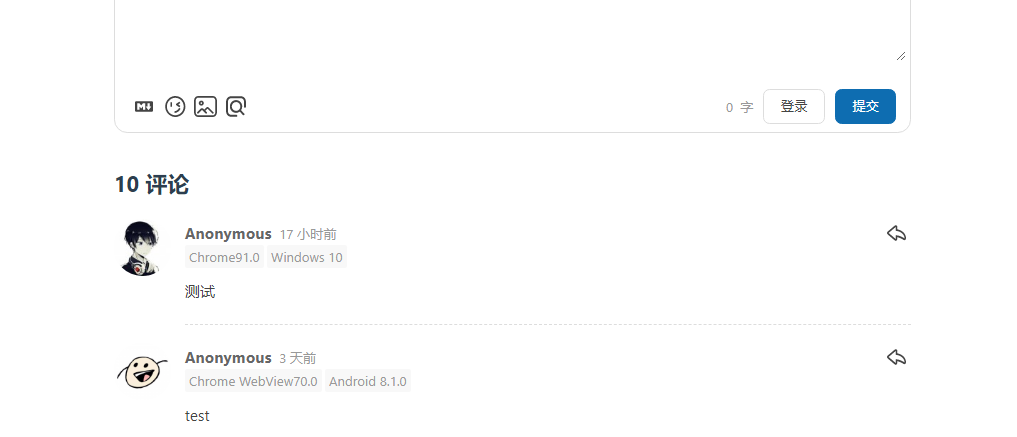 0 字 登录 提交
10 评论
Anonymous 17 小时前
Chrome91.0 Windows 10
测试
Anonymous 3 天前
Chrome WebView70.0 Android 8.1.0
test